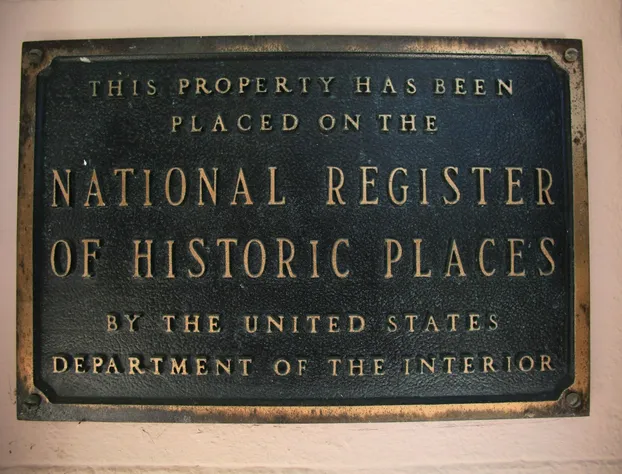 THIS PROPERTY HAS BEEN
PLACED ON THE
NATIONAL REGISTER
OF HISTORIC PLACES
BY THE UNITED STATES
DEPARTMENT OF THE INTERIOR